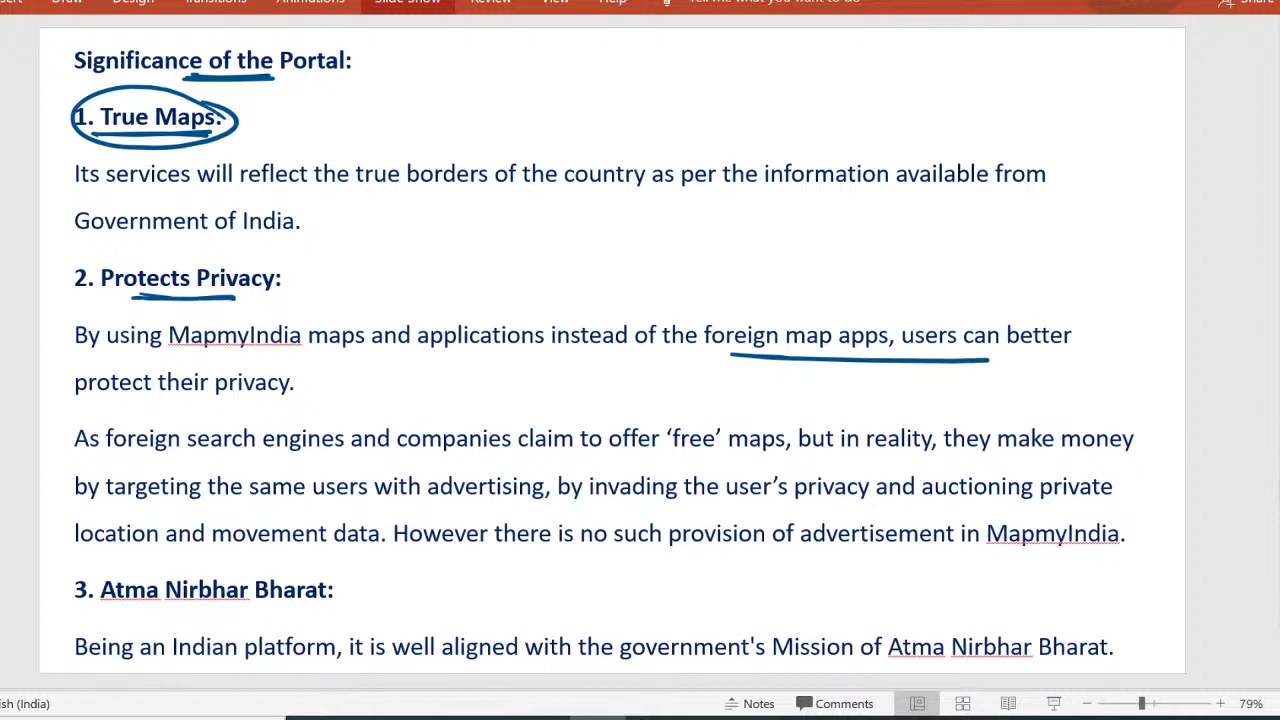 Significance of the Portal:
1. True Maps:
Its services will reflect the true borders of the country as per the information available from
Government of India.
2. Protects Privacy:
By using MapmyIndia maps and applications instead of the foreign map apps, users can better
protect their privacy.
As foreign search engines and companies claim to offer ‘free’ maps, but in reality, they make money
by targeting the same users with advertising, by invading the user’s privacy and auctioning private
location and movement data. However there is no such provision of advertisement in MapmyIndia.
3. Atma Nirbhar Bharat:
Being an Indian platform, it is well aligned with the government's Mission of Atma Nirbhar Bharat.
ish (India) Notes Comments 79%